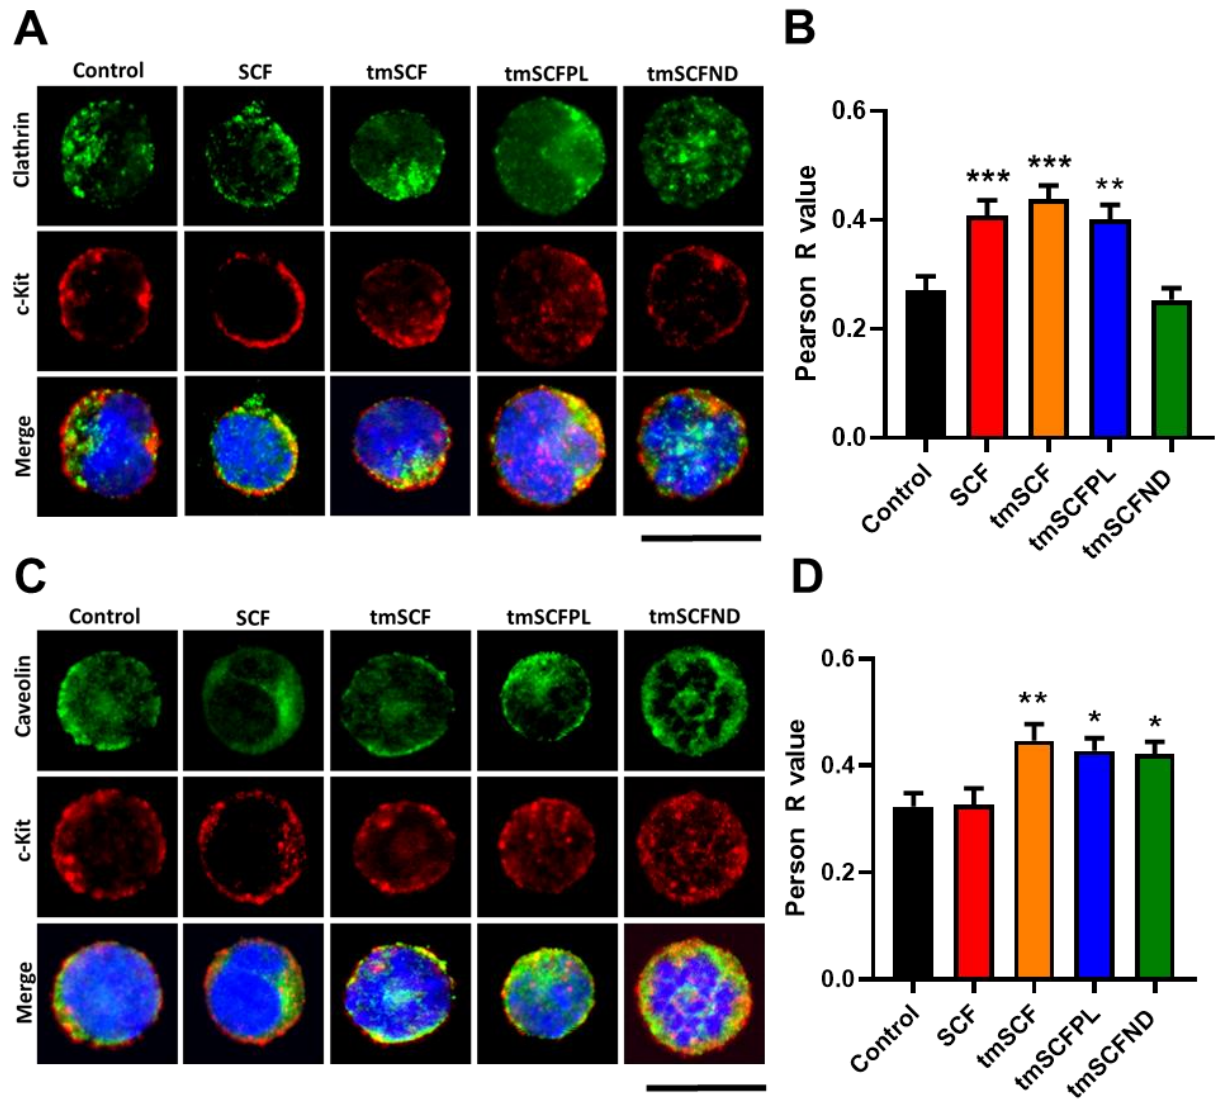 A
Control SCF tmSCF tmSCFPL tmSCFND
Clathrin
c-Kit
Merge
B
Pearson R value
0.6
0.4
0.2
0.0
***
***
**
Control
SCF
tmSCF
tmSCFPL
tmSCFND
C
Control SCF tmSCF tmSCFPL tmSCFND
Caveolin
c-Kit
Merge
D
Person R value
0.6
0.4
0.2
0.0
**
*
*
Control
SCF
tmSCF
tmSCFPL
tmSCFND